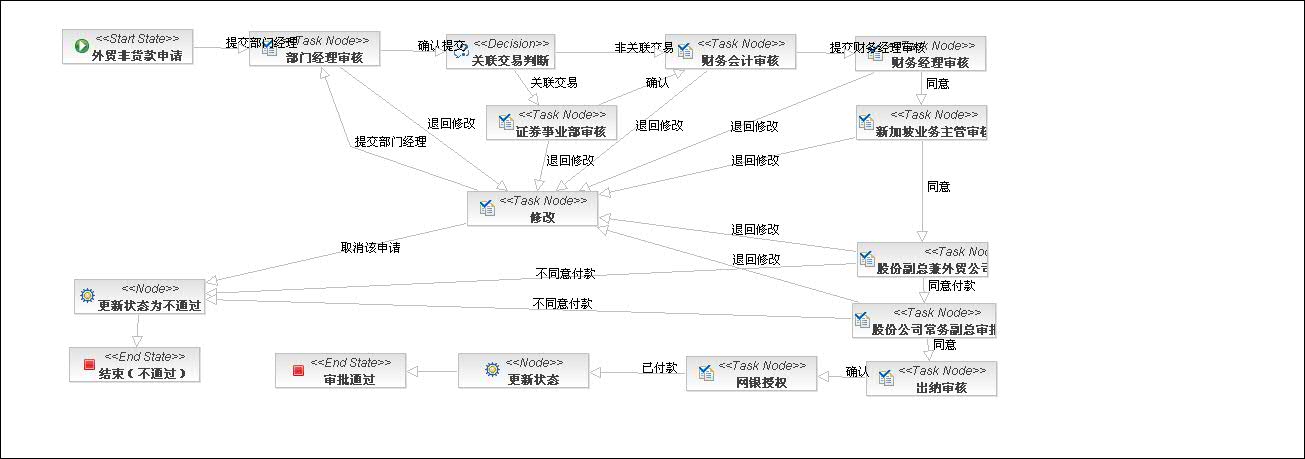 <<Start State>>
外贸非贷款申请
提交部门经理
<<Task Node>>
部门经理审核
确认提交
<<Decision>>
关联交易判断
非关联交易
<<Task Node>>
财务会计审核
提交财务经理审核
<<Task Node>>
财务经理审核
关联交易
确认
同意
<<Task Node>>
证券事业部审核
<<Task Node>>
新加坡业务主管审核
退回修改
退回修改
退回修改
提交部门经理
退回修改
退回修改
同意
<<Task Node>>
修改
退回修改
取消该申请
退回修改
<<Task N
股份副总兼外贸公司
不同意付款
同意付款
<<Node>>
更新状态为不通过
不同意付款
<<Task Node>>
股份公司常务副总审批
同意
<<End State>>
结束（不通过）
<<End State>>
审批通过
<<Node>>
更新状态
已付款
<<Task Node>>
网银授权
确认
<<Task Node>>
出纳审核